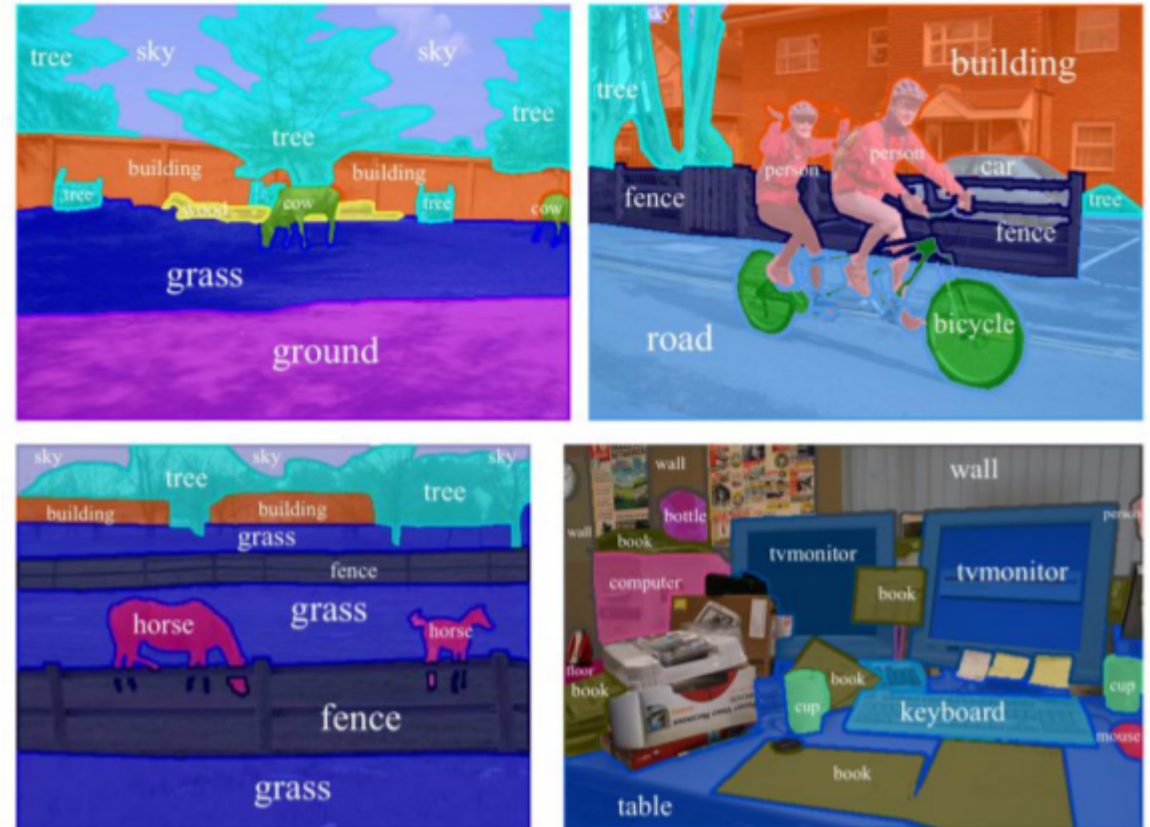 tree
sky
sky
tree
tree
building
building
tree
wood
cow
tree
cow
grass
ground
sky
building
tree
person
person
car
fence
tree
fence
road
bicycle
sky
sky
sky
tree
tree
building
building
grass
fence
grass
horse
horse
fence
grass
wall
wall
bottle
person
wall
book
tvmonitor
computer
tvmonitor
book
floor
book
book
cup
cup
keyboard
mouse
book
table